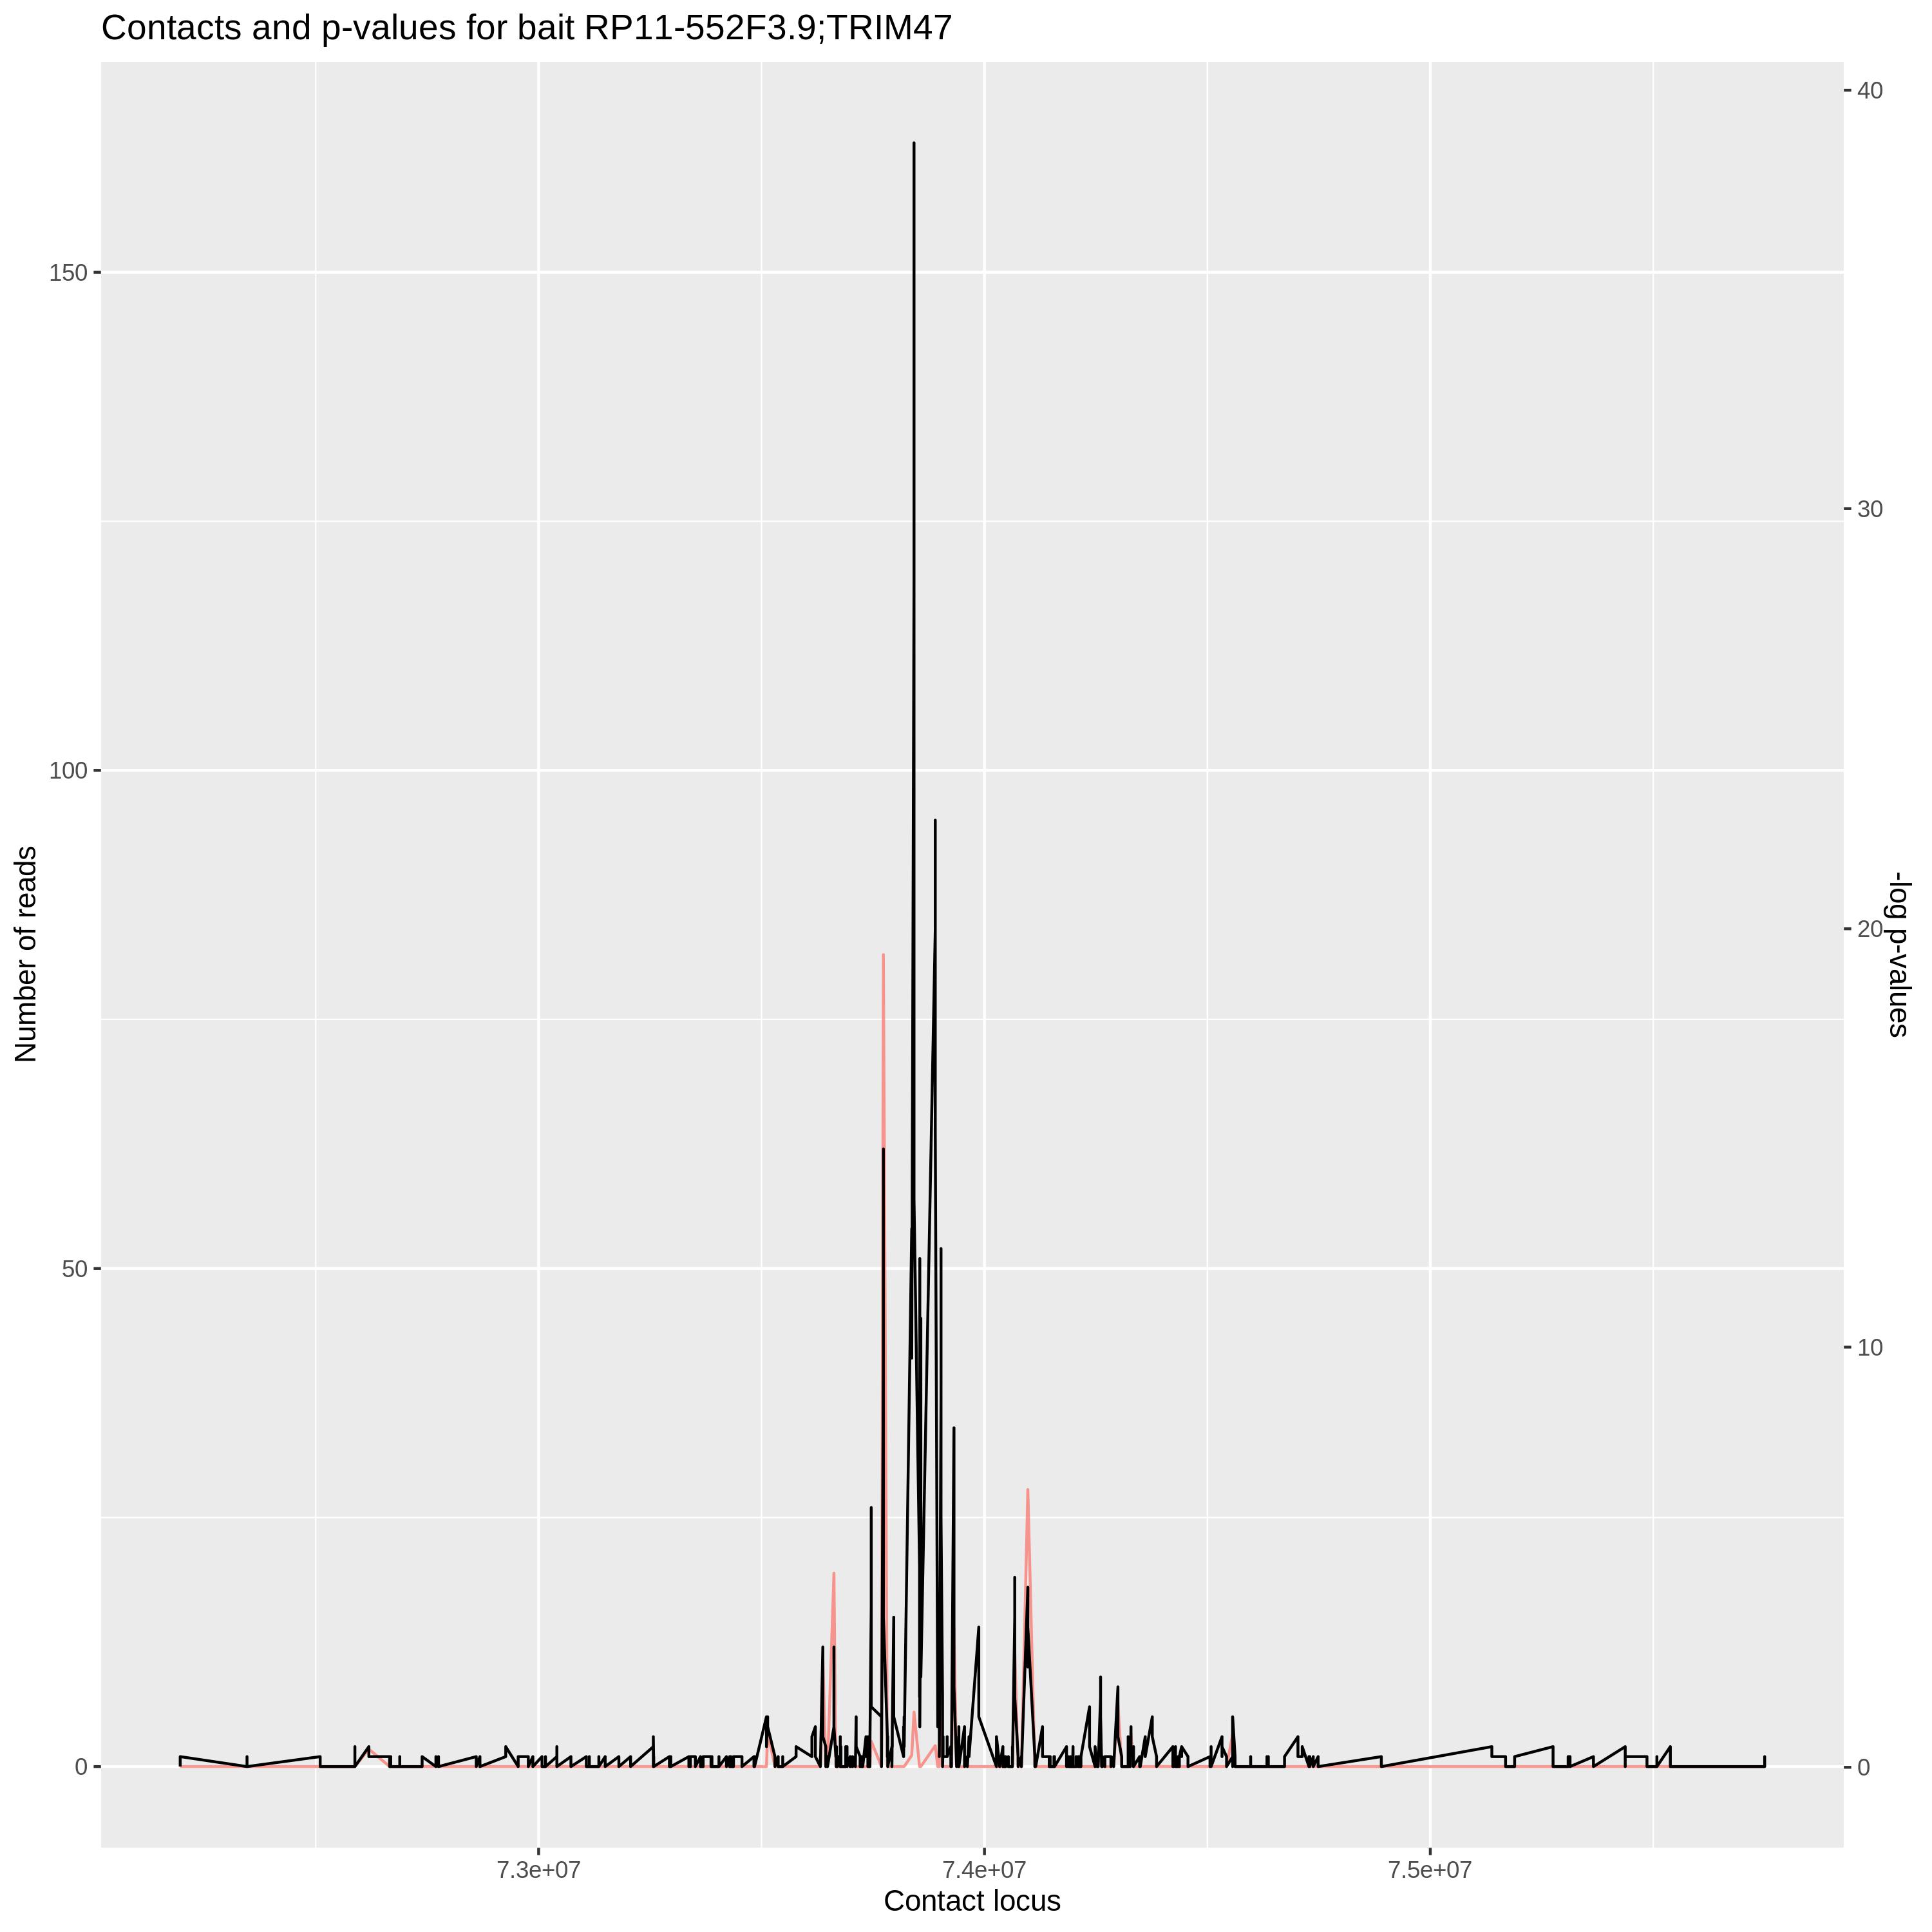 Contacts and p-values for bait RP11-552F3.9;TRIM47
Number of reads
150
100
50
0
40
30
20
10
0
-log p-values
7.3e+07
7.4e+07
7.5e+07
Contact locus